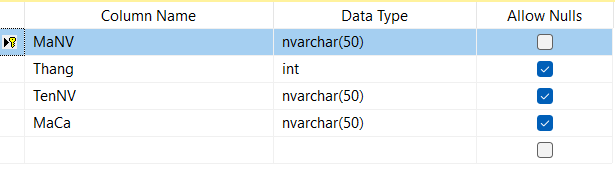 Column Name Data Type Allow Nulls
MaNV nvarchar(50)
Thang int
TenNV nvarchar(50)
MaCa nvarchar(50)